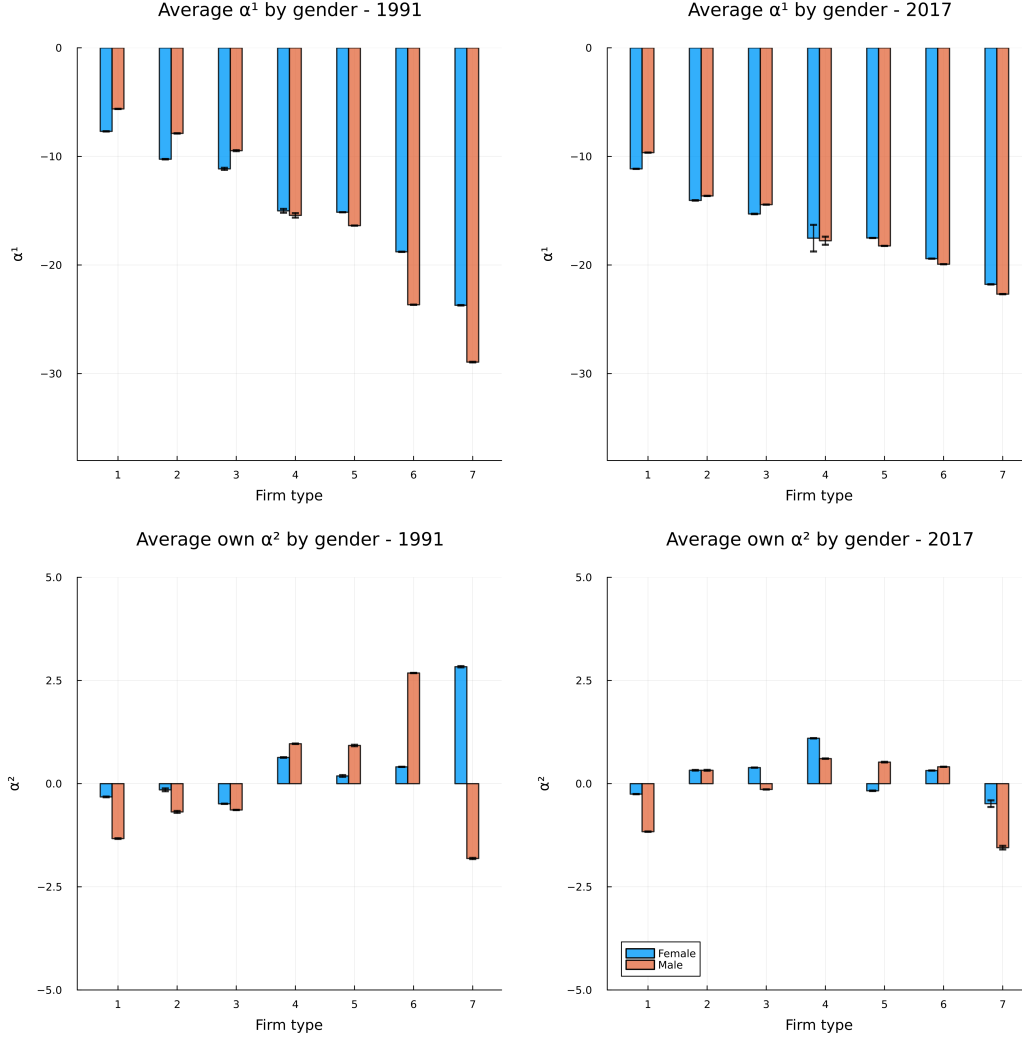 Average α¹ by gender - 1991
0
−10
−20
−30
α¹
1 2 3 4 5 6 7
Firm type
Average α¹ by gender - 2017
0
−10
−20
−30
α¹
1 2 3 4 5 6 7
Firm type
Average own α² by gender - 1991
5.0
2.5
0.0
−2.5
−5.0
α²
1 2 3 4 5 6 7
Firm type
Average own α² by gender - 2017
5.0
2.5
0.0
−2.5
−5.0
α²
Female
Male
1 2 3 4 5 6 7
Firm type